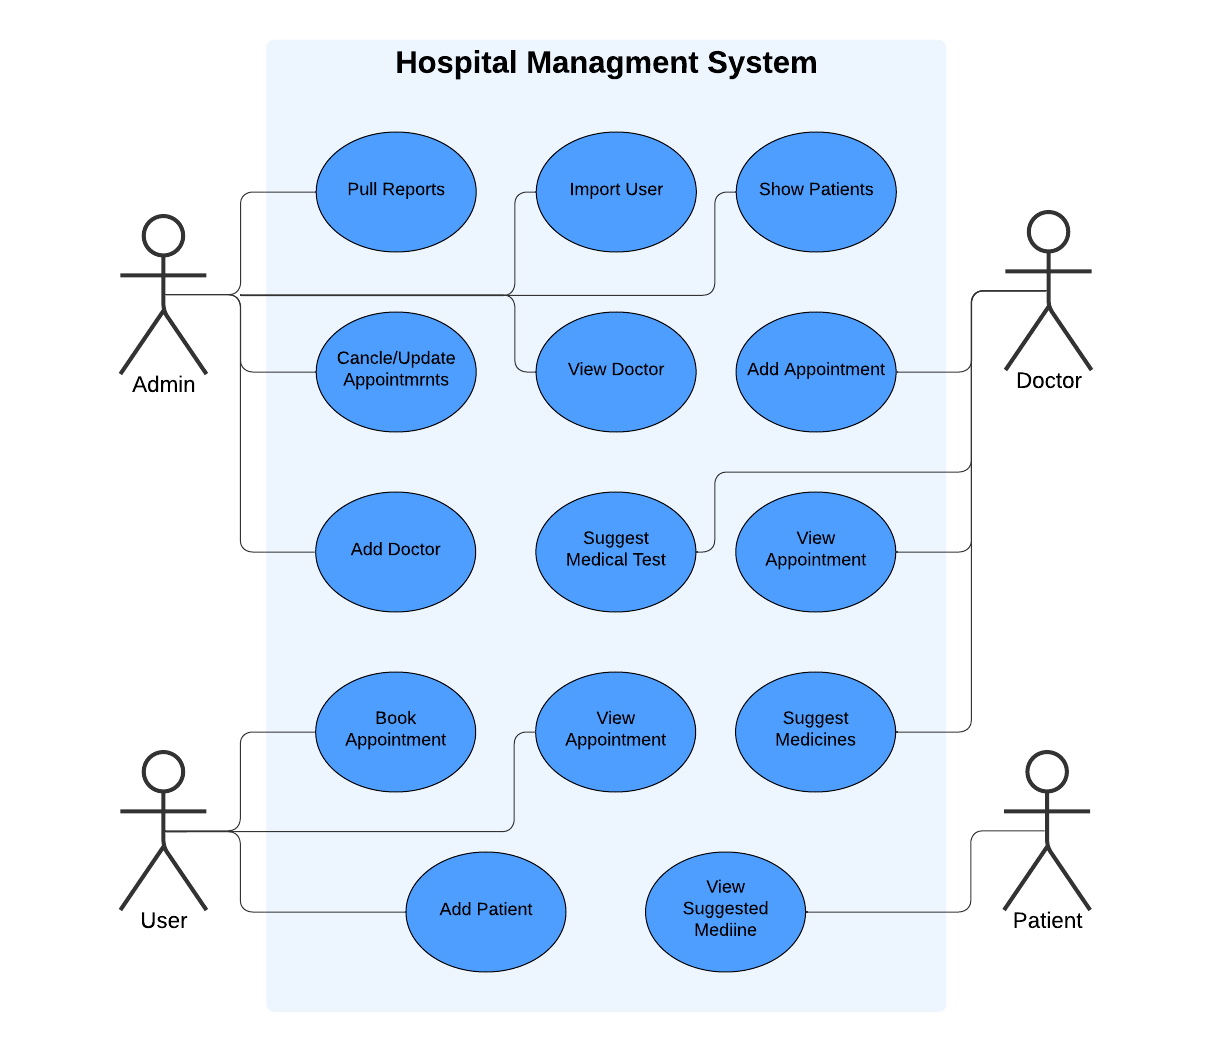 Hospital Managment System
Pull Reports
Import User
Show Patients
Admin
Cancle/Update
Appointmrnts
View Doctor
Add Appointment
Doctor
Add Doctor
Suggest
Medical Test
View
Appointment
Book
Appointment
View
Appointment
Suggest
Medicines
User
Add Patient
View
Suggested
Mediine
Patient